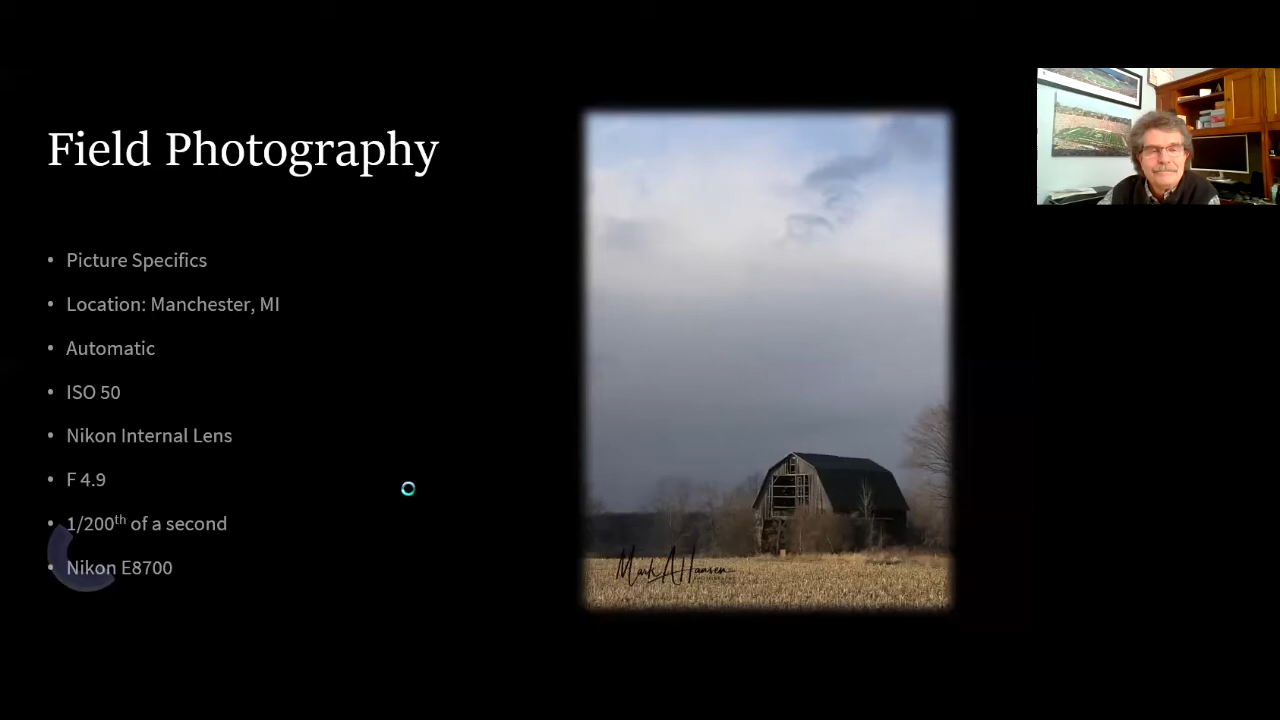 Field Photography
• Picture Specifics
• Location: Manchester, MI
• Automatic
• ISO 50
• Nikon Internal Lens
• F 4.9
• 1/200th of a second
• Nikon E8700
Mark A Hansen